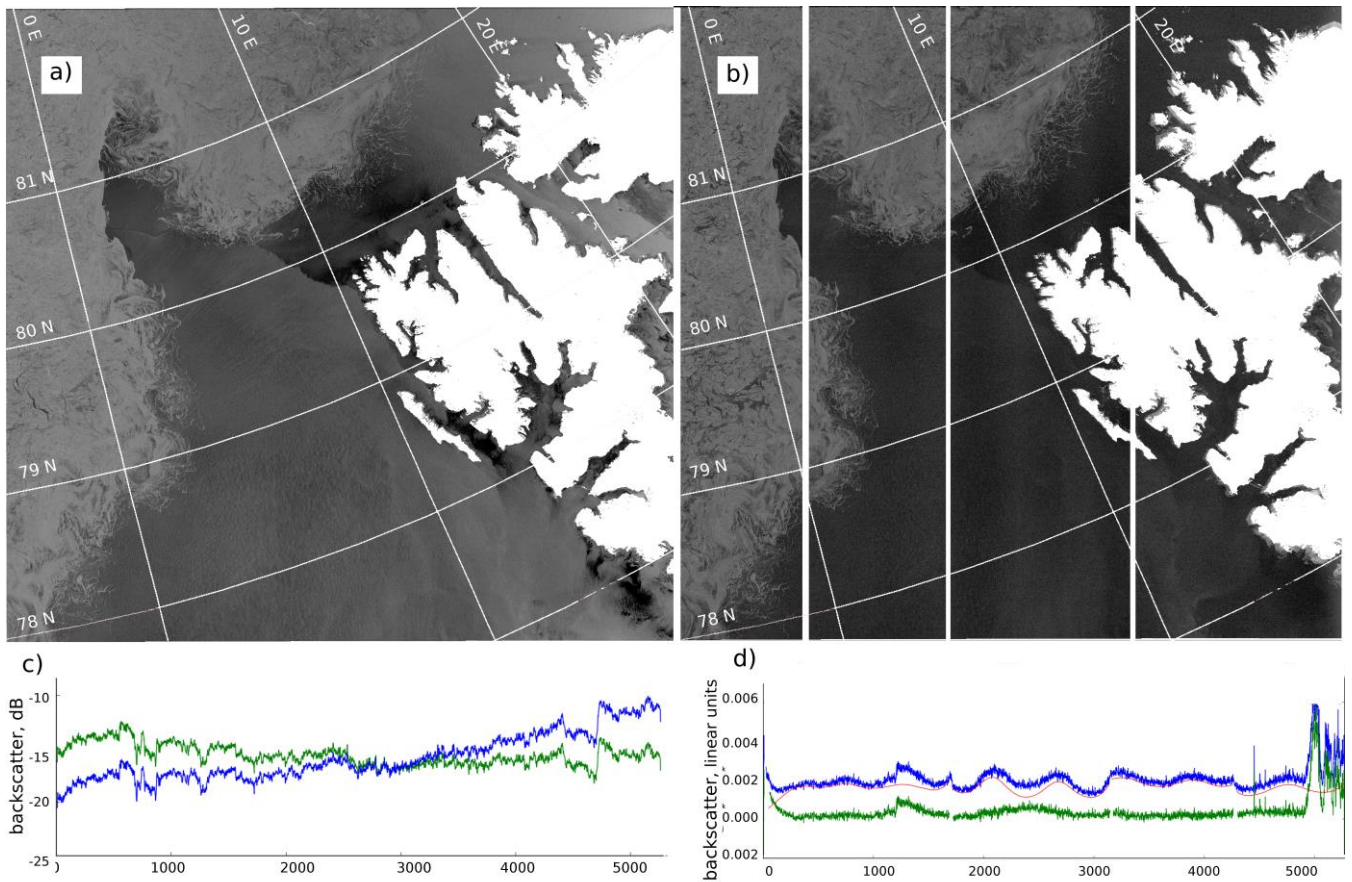 0 E
10 E
20 E
a)
81 N
80 N
79 N
78 N
0 E
10 E
20 E
b)
81 N
80 N
79 N
78 N
c)
backscatter, dB
-10
-15
-20
-25
0
1000
2000
3000
4000
5000
d)
backscatter, linear units
0.006
0.004
0.002
0.000
0.002
0
1000
2000
3000
4000
5000